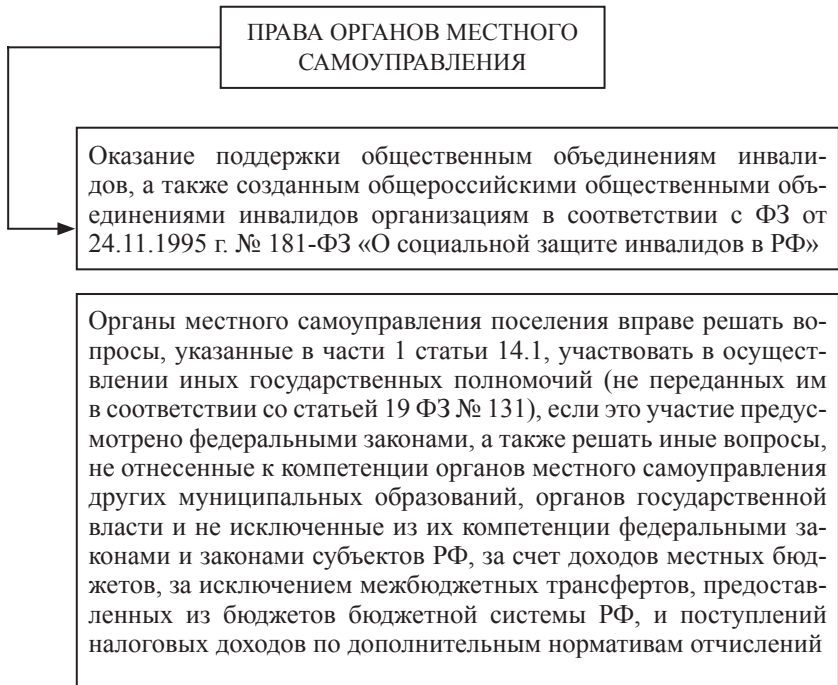 ПРАВА ОРГАНОВ МЕСТНОГО
САМОУПРАВЛЕНИЯ
Оказание поддержки общественным объединениям инвали-
дов, а также созданным общероссийскими общественными объ-
единениями инвалидов организациям в соответствии с ФЗ от
24.11.1995 г. № 181-ФЗ «О социальной защите инвалидов в РФ»
Органы местного самоуправления поселения вправе решать во-
просы, указанные в части 1 статьи 14.1, участвовать в осущест-
влении иных государственных полномочий (не переданных им
в соответствии со статьей 19 ФЗ № 131), если это участие предус-
мотрено федеральными законами, а также решать иные вопросы,
не отнесенные к компетенции органов местного самоуправления
других муниципальных образований, органов государственной
власти и не исключенные из их компетенции федеральными за-
конами и законами субъектов РФ, за счет доходов местных бюд-
жетов, за исключением межбюджетных трансфертов, предостав-
ленных из бюджетов бюджетной системы РФ, и поступлений
налоговых доходов по дополнительным нормативам отчислений